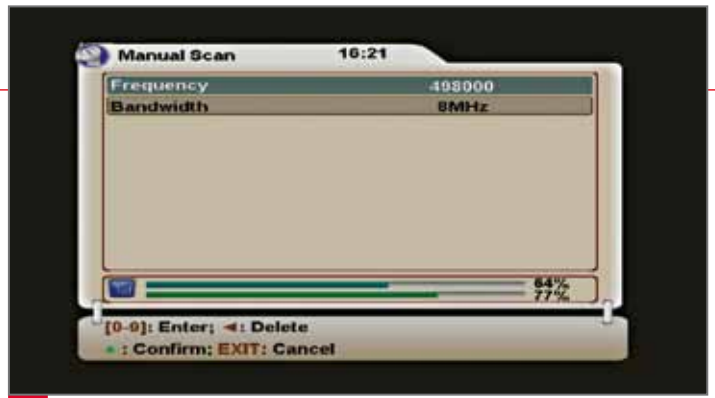 Manual Scan 16:21
Frequency 498000
Bandwidth 8MHz
64%
77%
[0-9]: Enter; ◄: Delete
● : Confirm; EXIT: Cancel